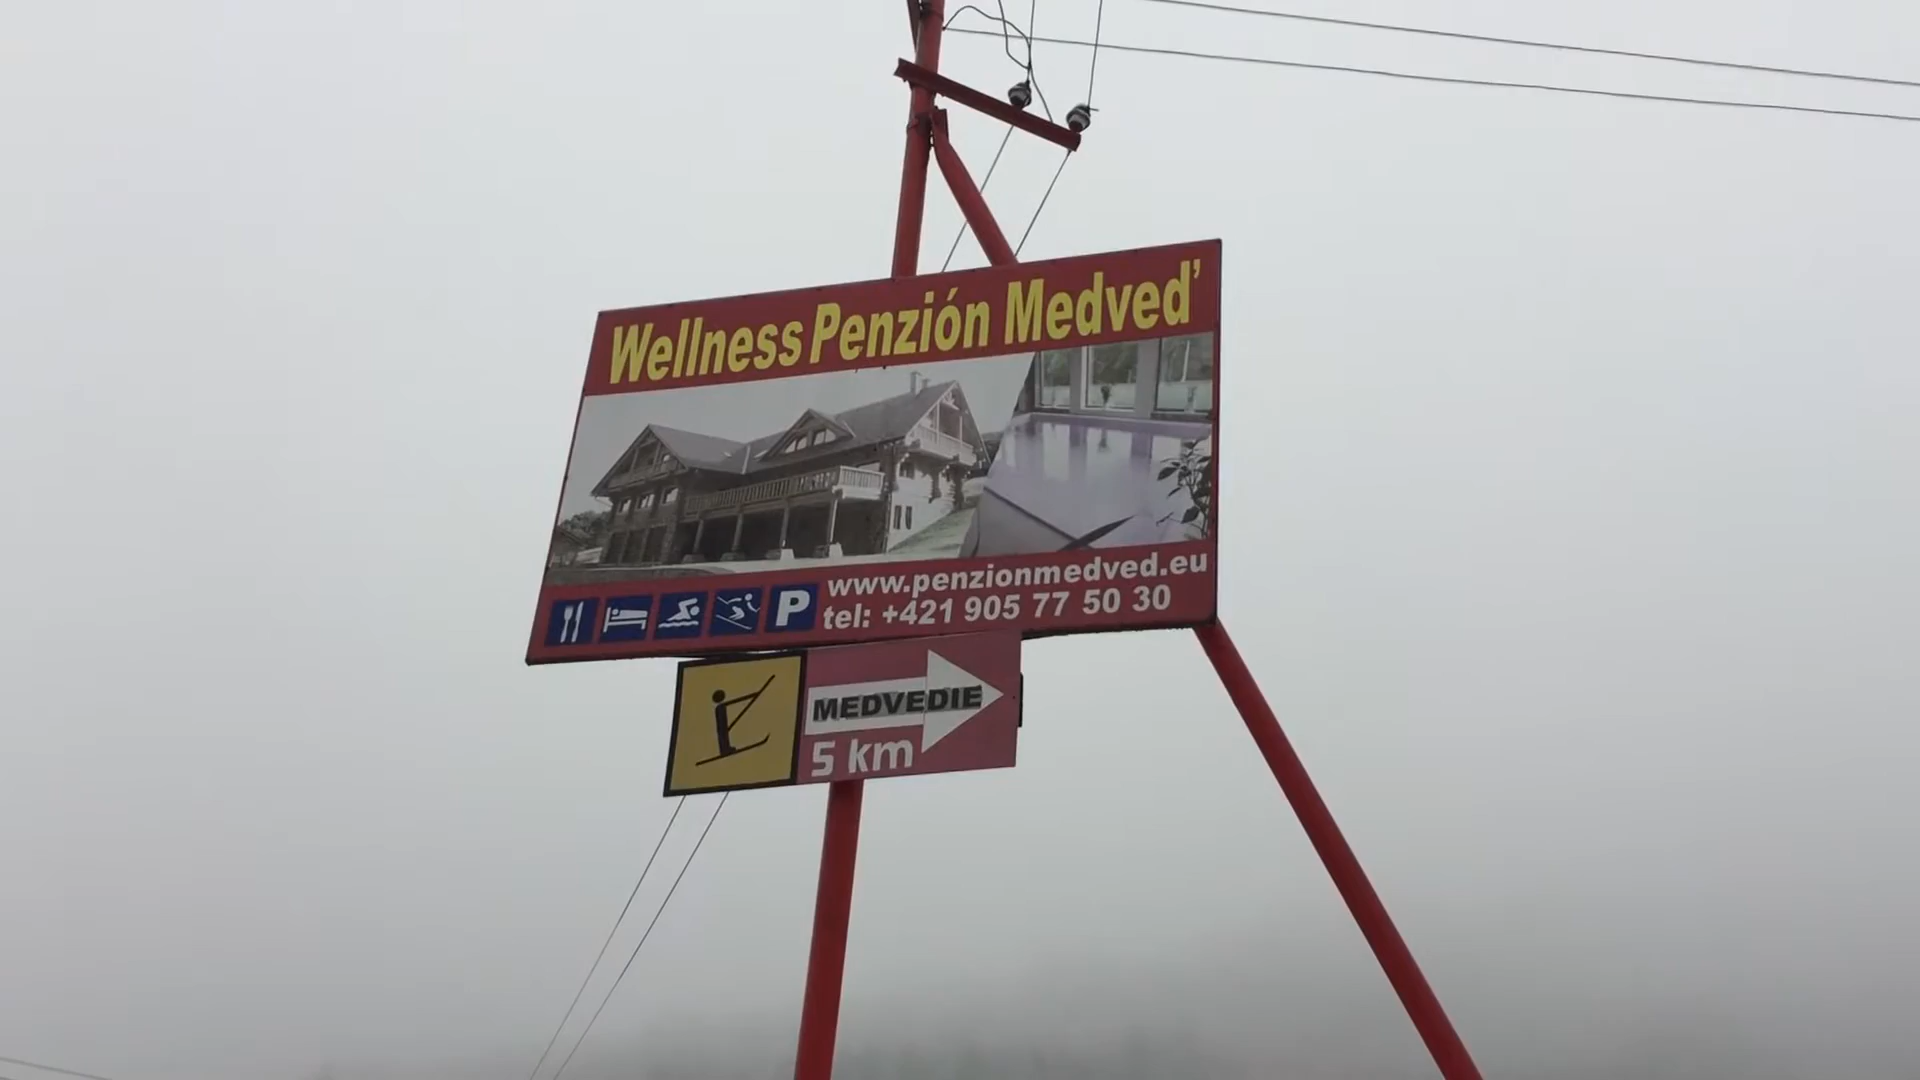 Wellness Penzión Medveď
www.penzionmedved.eu
P
tel: +421 905 77 50 30
MEDVEDIE
5 km